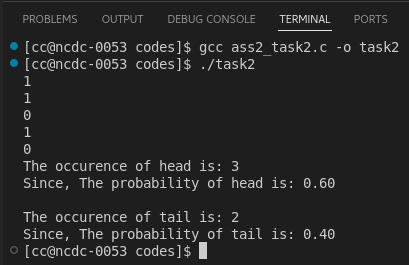 PROBLEMS OUTPUT DEBUG CONSOLE TERMINAL PORTS
[cc@ncdc-0053 codes]$ gcc ass2_task2.c -o task2
[cc@ncdc-0053 codes]$ ./task2
1
1
0
1
0
The occurence of head is: 3
Since, The probability of head is: 0.60
The occurence of tail is: 2
Since, The probability of tail is: 0.40
[cc@ncdc-0053 codes]$